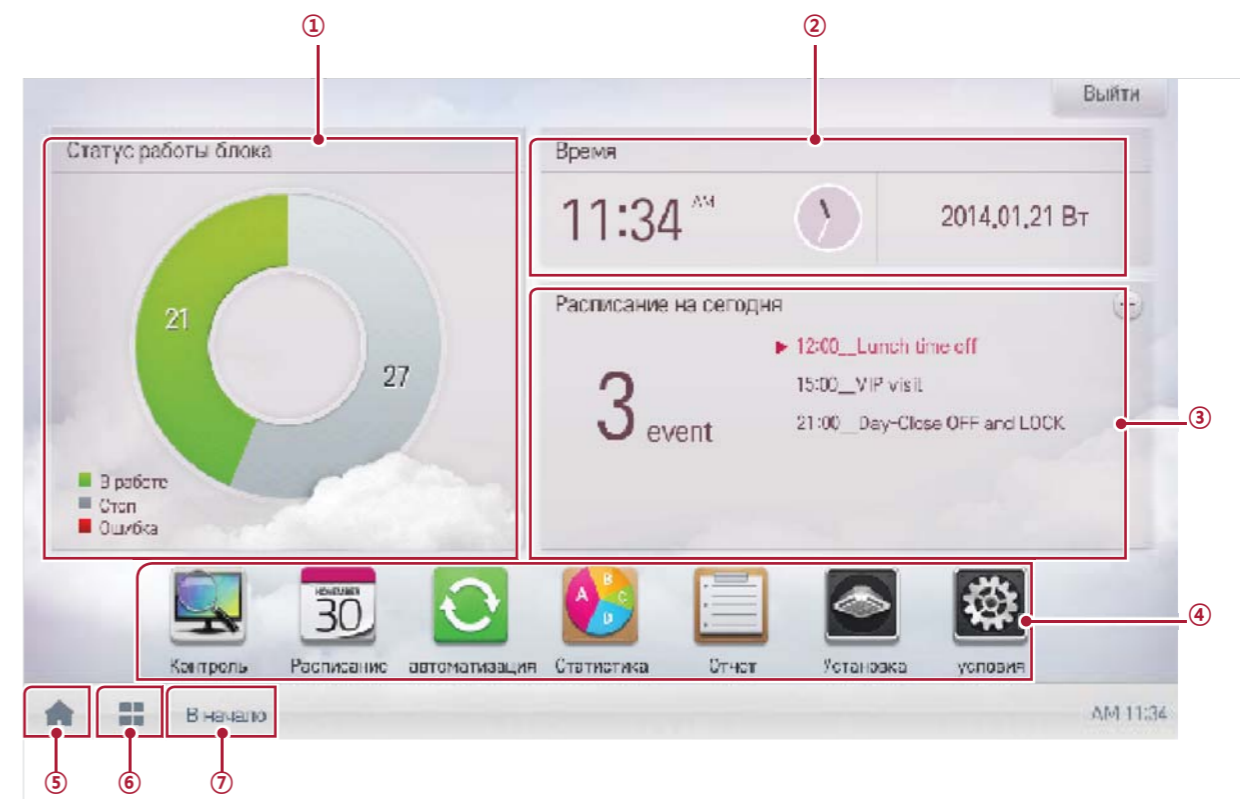 ① ②
Выйти
Статус работы блока
Время
11:34 AM
2014.01.21 Вт
21
27
В работе
Стоп
Ошибка
Расписание на сегодня
3 event
▶ 12:00__Lunch time off
15:00__VIP visit
21:00__Day-Close OFF and LOCK
③
NOVEMBER
30
A B C D
④
Контроль Расписание автоматизация Статистика Отчет Установка условия
В начало
AM 11:34
⑤ ⑥ ⑦